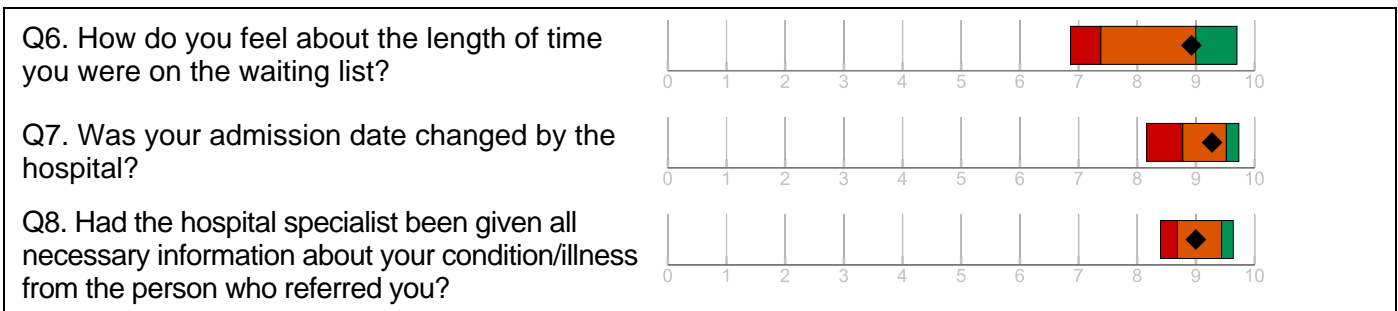 Q6. How do you feel about the length of time
you were on the waiting list?
0 1 2 3 4 5 6 7 8 9 10
Q7. Was your admission date changed by the
hospital?
0 1 2 3 4 5 6 7 8 9 10
Q8. Had the hospital specialist been given all
necessary information about your condition/illness
from the person who referred you?
0 1 2 3 4 5 6 7 8 9 10